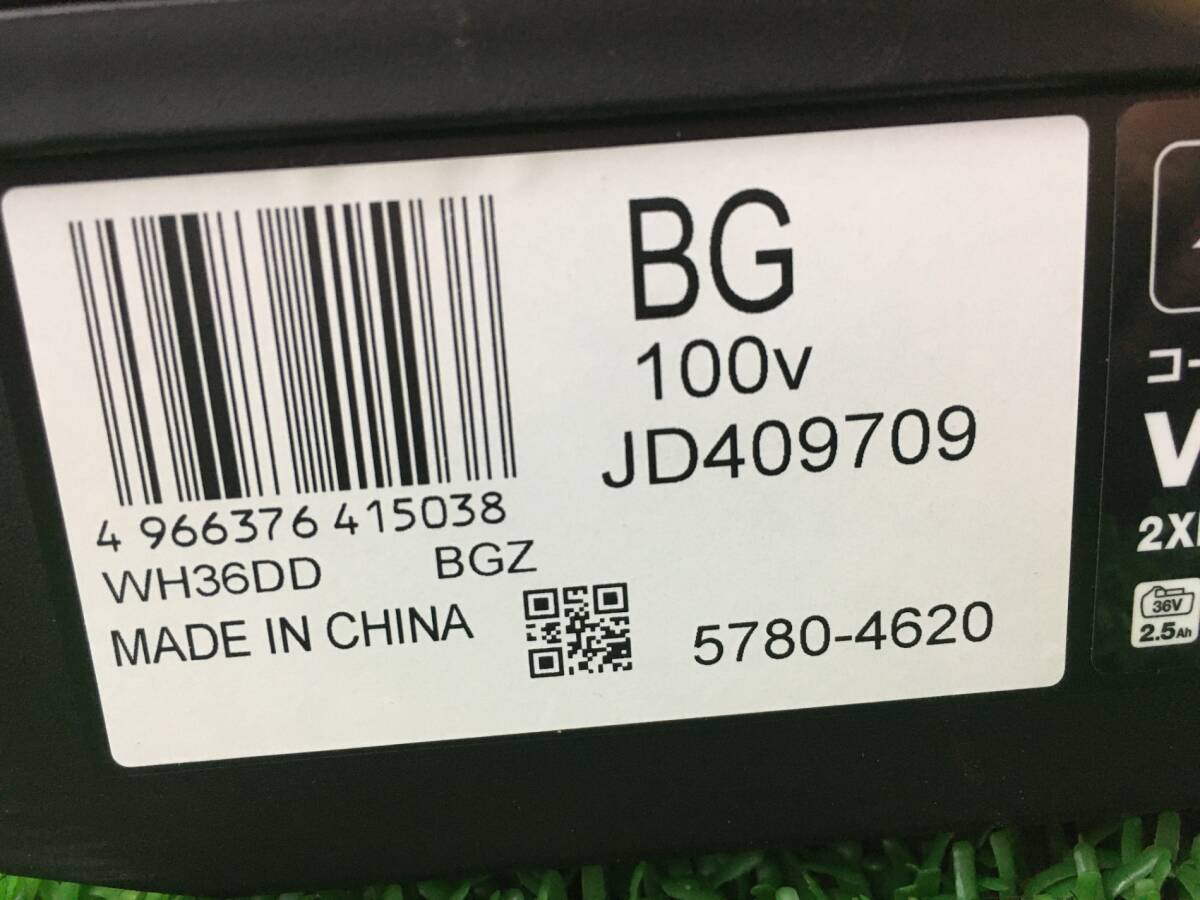 BG
100v
JD409709
4 966376 415038
WH36DD BGZ
MADE IN CHINA
5780-4620
コー
2X
36V
2.5Ah